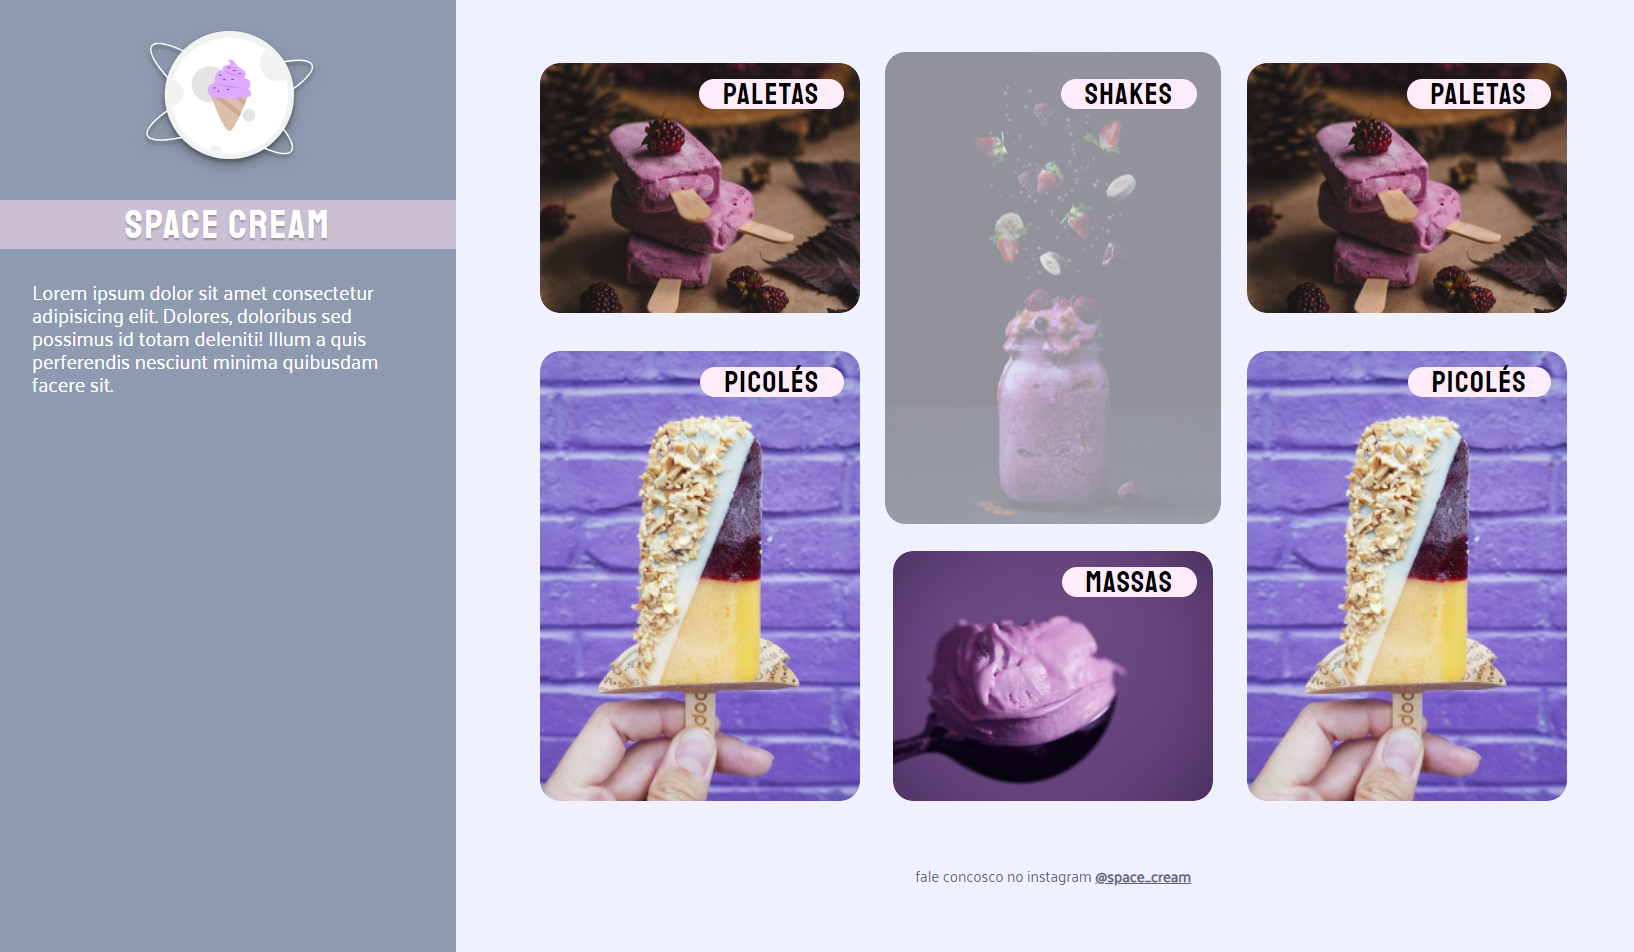 SPACE CREAM
Lorem ipsum dolor sit amet consectetur
adipisicing elit. Dolores, doloribus sed
possimus id totam deleniti! Illum a quis
perferendis nesciunt minima quibusdam
facere sit.
PALETAS
SHAKES
PALETAS
PICOLÉS
PICOLÉS
MASSAS
fale concosco no instagram @space_cream